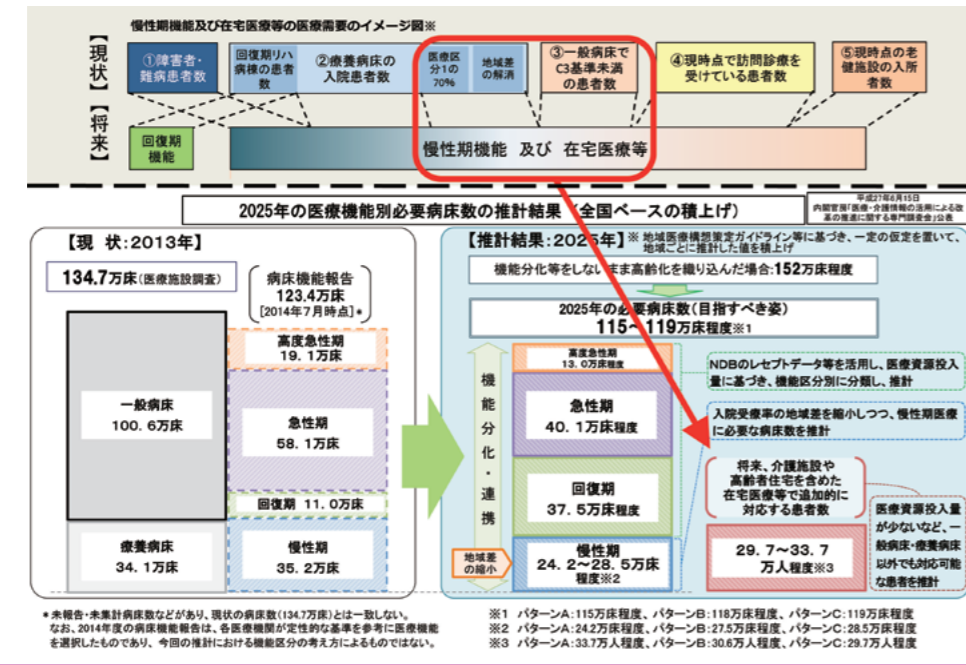 慢性期機能及び在宅医療等の医療需要のイメージ図※
【現状】
①障害者・
難病患者数
回復期リハ
病棟の患者
数
②療養病床の
入院患者数
医療区
分1の
70%
地域差
の解消
③一般病床で
C3基準未満
の患者数
④現時点で訪問診療を
受けている患者数
⑤現時点の老
健施設の入所
者数
【将来】
回復期
機能
慢性期機能 及び 在宅医療等
2025年の医療機能別必要病床数の推計結果(全国ベースの積上げ)
平成27年6月15日
内閣官房「医療・介護情報の活用による改
革の推進に関する専門調査会」公表
【現 状:2013年】
134.7万床(医療施設調査)
病床機能報告
123.4万床
[2014年7月時点]*
一般病床
100.6万床
療養病床
34.1万床
高度急性期
19.1万床
急性期
58.1万床
回復期 11.0万床
慢性期
35.2万床
【推計結果:2025年】※ 地域医療構想策定ガイドライン等に基づき、一定の仮定を置いて、
地域ごとに推計した値を積上げ
機能分化等をしないまま高齢化を織り込んだ場合:152万床程度
2025年の必要病床数(目指すべき姿)
115~119万床程度※1
機能分化・連携
地域差
の縮小
高度急性期
13.0万床程度
急性期
40.1万床程度
回復期
37.5万床程度
慢性期
24.2~28.5万床
程度※2
NDBのレセプトデータ等を活用し、医療資源投入
量に基づき、機能区分別に分類し、推計
入院受療率の地域差を縮小しつつ、慢性期医療
に必要な病床数を推計
将来、介護施設や
高齢者住宅を含めた
在宅医療等で追加的に
対応する患者数
29.7~33.7
万人程度※3
医療資源投入量
が少ないなど、一
般病床・療養病床
以外でも対応可能
な患者を推計
*未報告・未集計病床数などがあり、現状の病床数(134.7万床)とは一致しない。
なお、2014年度の病床機能報告は、各医療機関が定性的な基準を参考に医療機能
を選択したものであり、今回の推計における機能区分の考え方によるものではない。
※1 パターンA:115万床程度、パターンB:118万床程度、パターンC:119万床程度
※2 パターンA:24.2万床程度、パターンB:27.5万床程度、パターンC:28.5万床程度
※3 パターンA:33.7万人程度、パターンB:30.6万人程度、パターンC:29.7万人程度